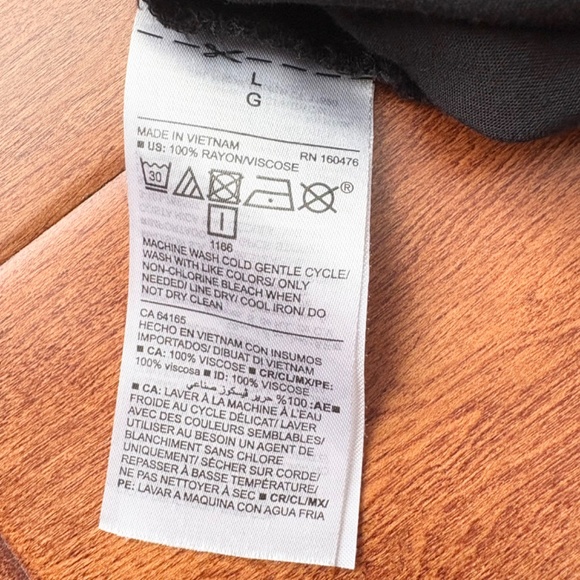 L
G
MADE IN VIETNAM RN 160476
■ US: 100% RAYON/VISCOSE
30
®
1166
MACHINE WASH COLD GENTLE CYCLE/
WASH WITH LIKE COLORS/ ONLY
NON-CHLORINE BLEACH WHEN
NEEDED/ LINE DRY/ COOL IRON/ DO
NOT DRY CLEAN
CA 64165
HECHO EN VIETNAM CON INSUMOS
IMPORTADOS/ DIBUAT DI VIETNAM
■ CA: 100% VISCOSE ■ CR/CL/MX/PE:
100% viscosa ■ ID: 100% VISCOSE
■AE: 100% حرير فيسكوز صناعي
■ CA: LAVER À LA MACHINE À L'EAU
FROIDE AU CYCLE DÉLICAT/ LAVER
AVEC DES COULEURS SEMBLABLES/
UTILISER AU BESOIN UN AGENT DE
BLANCHIMENT SANS CHLORE
UNIQUEMENT/ SÉCHER SUR CORDE/
REPASSER À BASSE TEMPÉRATURE/
NE PAS NETTOYER À SEC ■ CR/CL/MX/
PE: LAVAR A MAQUINA CON AGUA FRIA